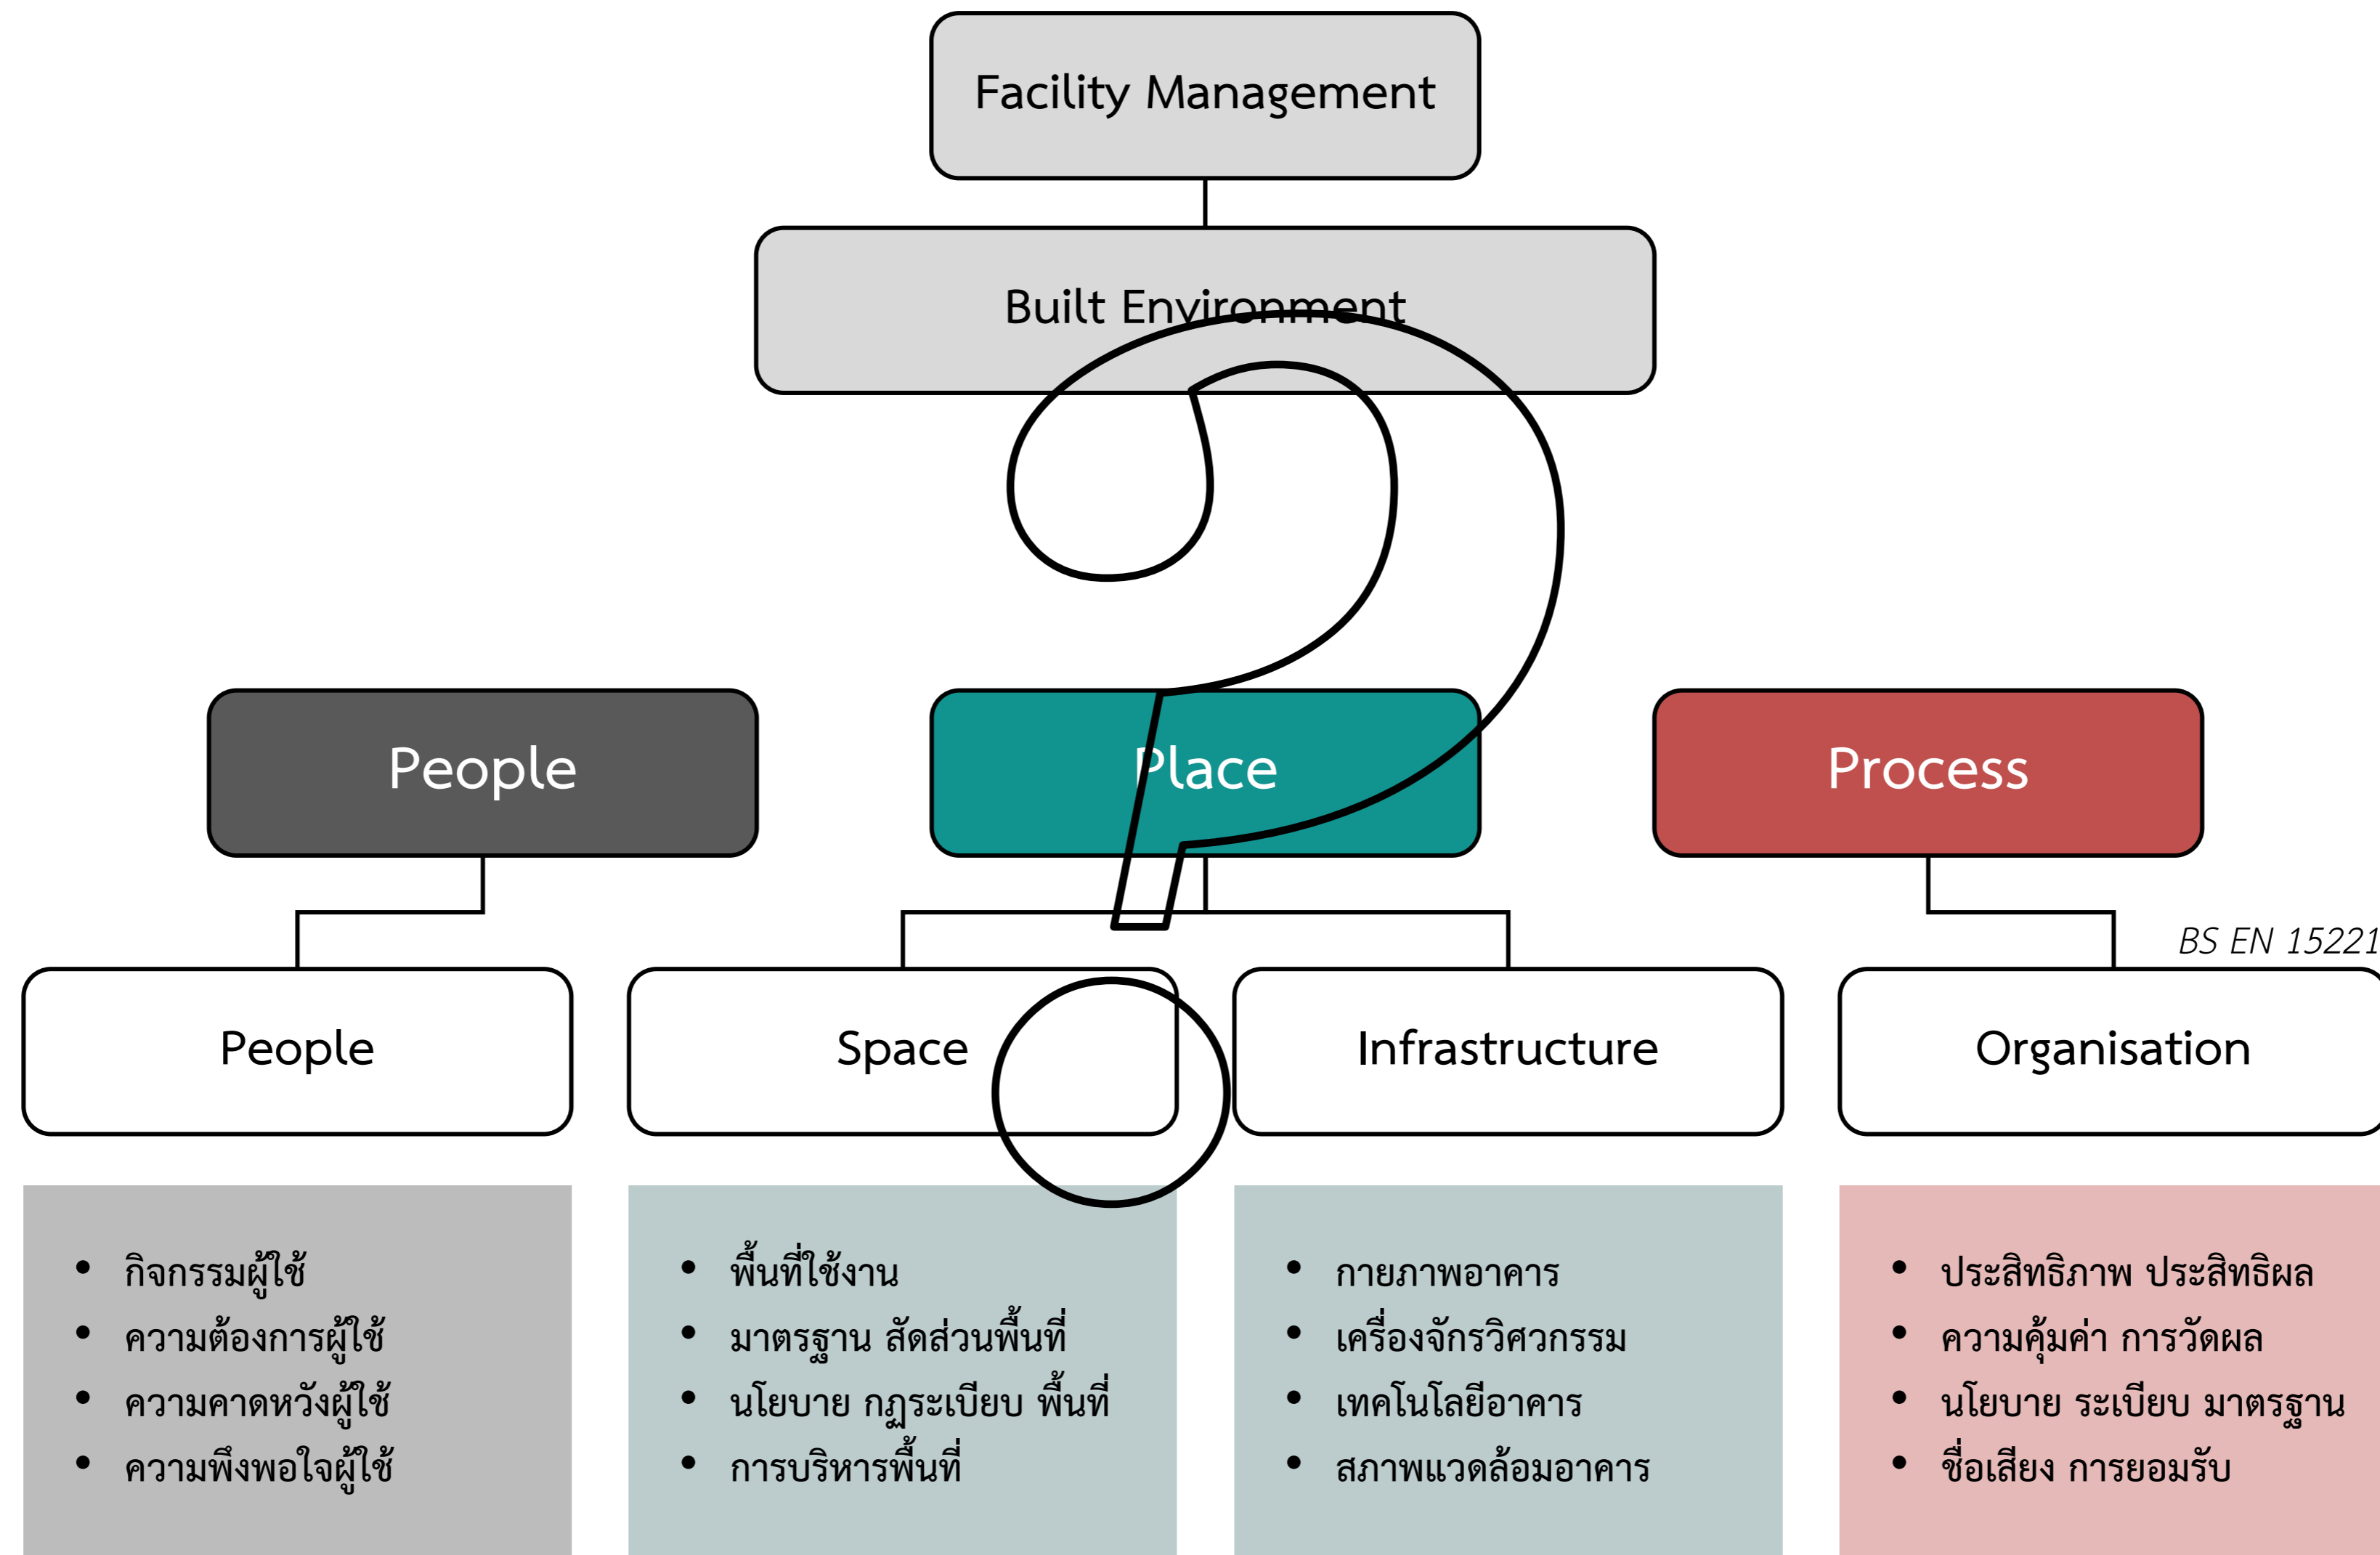 Facility Management
Built Environment
People
Place
Process
BS EN 15221
People
Space
Infrastructure
Organisation
• กิจกรรมผู้ใช้
• ความต้องการผู้ใช้
• ความคาดหวังผู้ใช้
• ความพึงพอใจผู้ใช้
• พื้นที่ใช้งาน
• มาตรฐาน สัดส่วนพื้นที่
• นโยบาย กฏระเบียบ พื้นที่
• การบริหารพื้นที่
• กายภาพอาคาร
• เครื่องจักรวิศวกรรม
• เทคโนโลยีอาคาร
• สภาพแวดล้อมอาคาร
• ประสิทธิภาพ ประสิทธิผล
• ความคุ้มค่า การวัดผล
• นโยบาย ระเบียบ มาตรฐาน
• ชื่อเสียง การยอมรับ
?